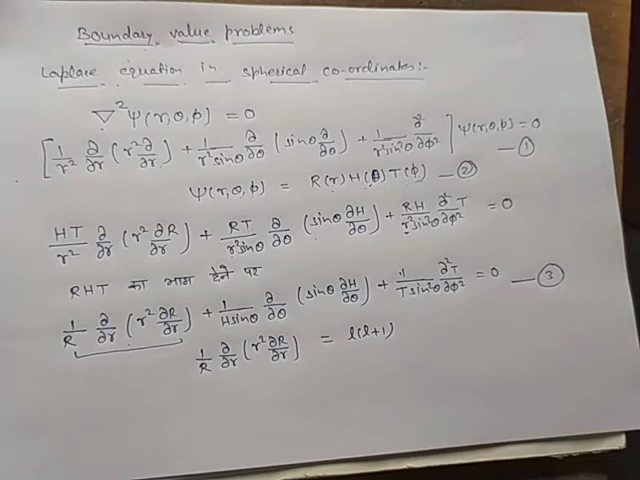 Boundary value problems
Laplace equation in spherical co-ordinates:-
∇²Ψ(r,θ,ϕ) = 0
[1/r² ∂/∂r (r² ∂/∂r) + 1/r² sinθ ∂/∂θ (sinθ ∂/∂θ) + 1/r² sin²θ ∂²/∂ϕ²] Ψ(r,θ,ϕ) = 0 — ①
Ψ(r,θ,ϕ) = R(r) H(θ) T(ϕ) — ②
HT/r² ∂/∂r (r² ∂R/∂r) + RT/r² sinθ ∂/∂θ (sinθ ∂H/∂θ) + RH/r² sin²θ ∂²T/∂ϕ² = 0
RHT का भाग देने पर
1/R ∂/∂r (r² ∂R/∂r) + 1/H sinθ ∂/∂θ (sinθ ∂H/∂θ) + 1/T sin²θ ∂²T/∂ϕ² = 0 — ③
1/R ∂/∂r (r² ∂R/∂r) = l(l+1)